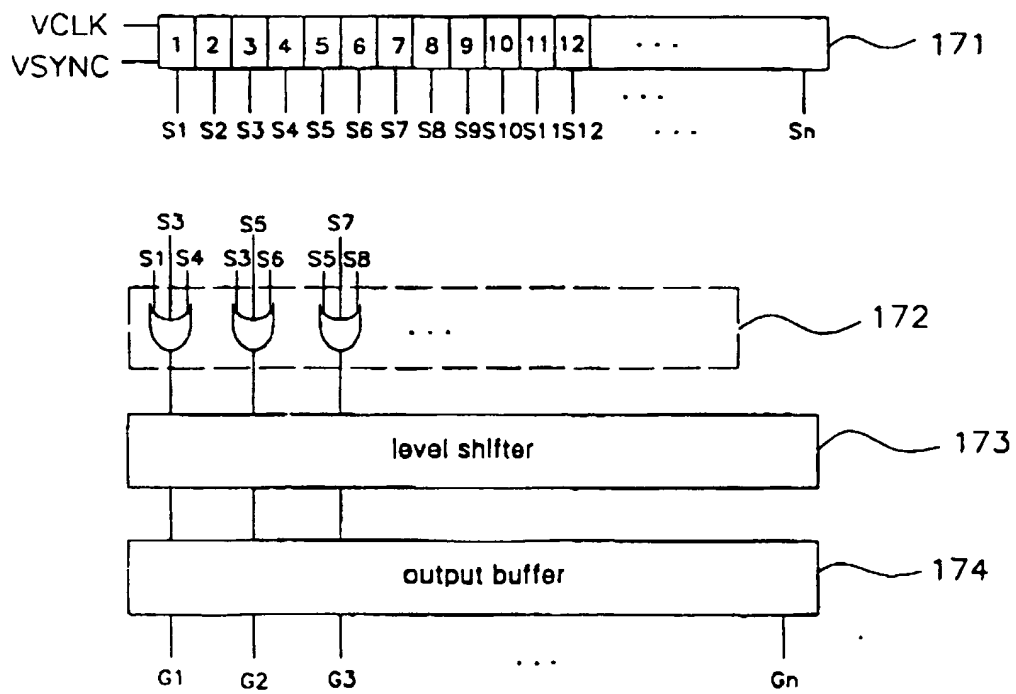 VCLK
VSYNC
1 2 3 4 5 6 7 8 9 10 11 12 ... 171
...
S1 S2 S3 S4 S5 S6 S7 S8 S9 S10 S11 S12 ... Sn
S3 S5 S7
S1 S4 S3 S6 S5 S8
... 172
level shifter 173
output buffer 174
G1 G2 G3 ... Gn